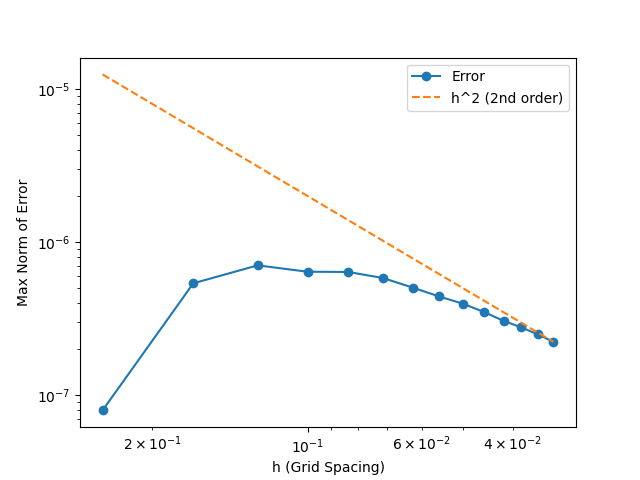 Error
h^2 (2nd order)
Max Norm of Error
10⁻⁵
10⁻⁶
10⁻⁷
2 × 10⁻¹
10⁻¹
6 × 10⁻²
4 × 10⁻²
h (Grid Spacing)